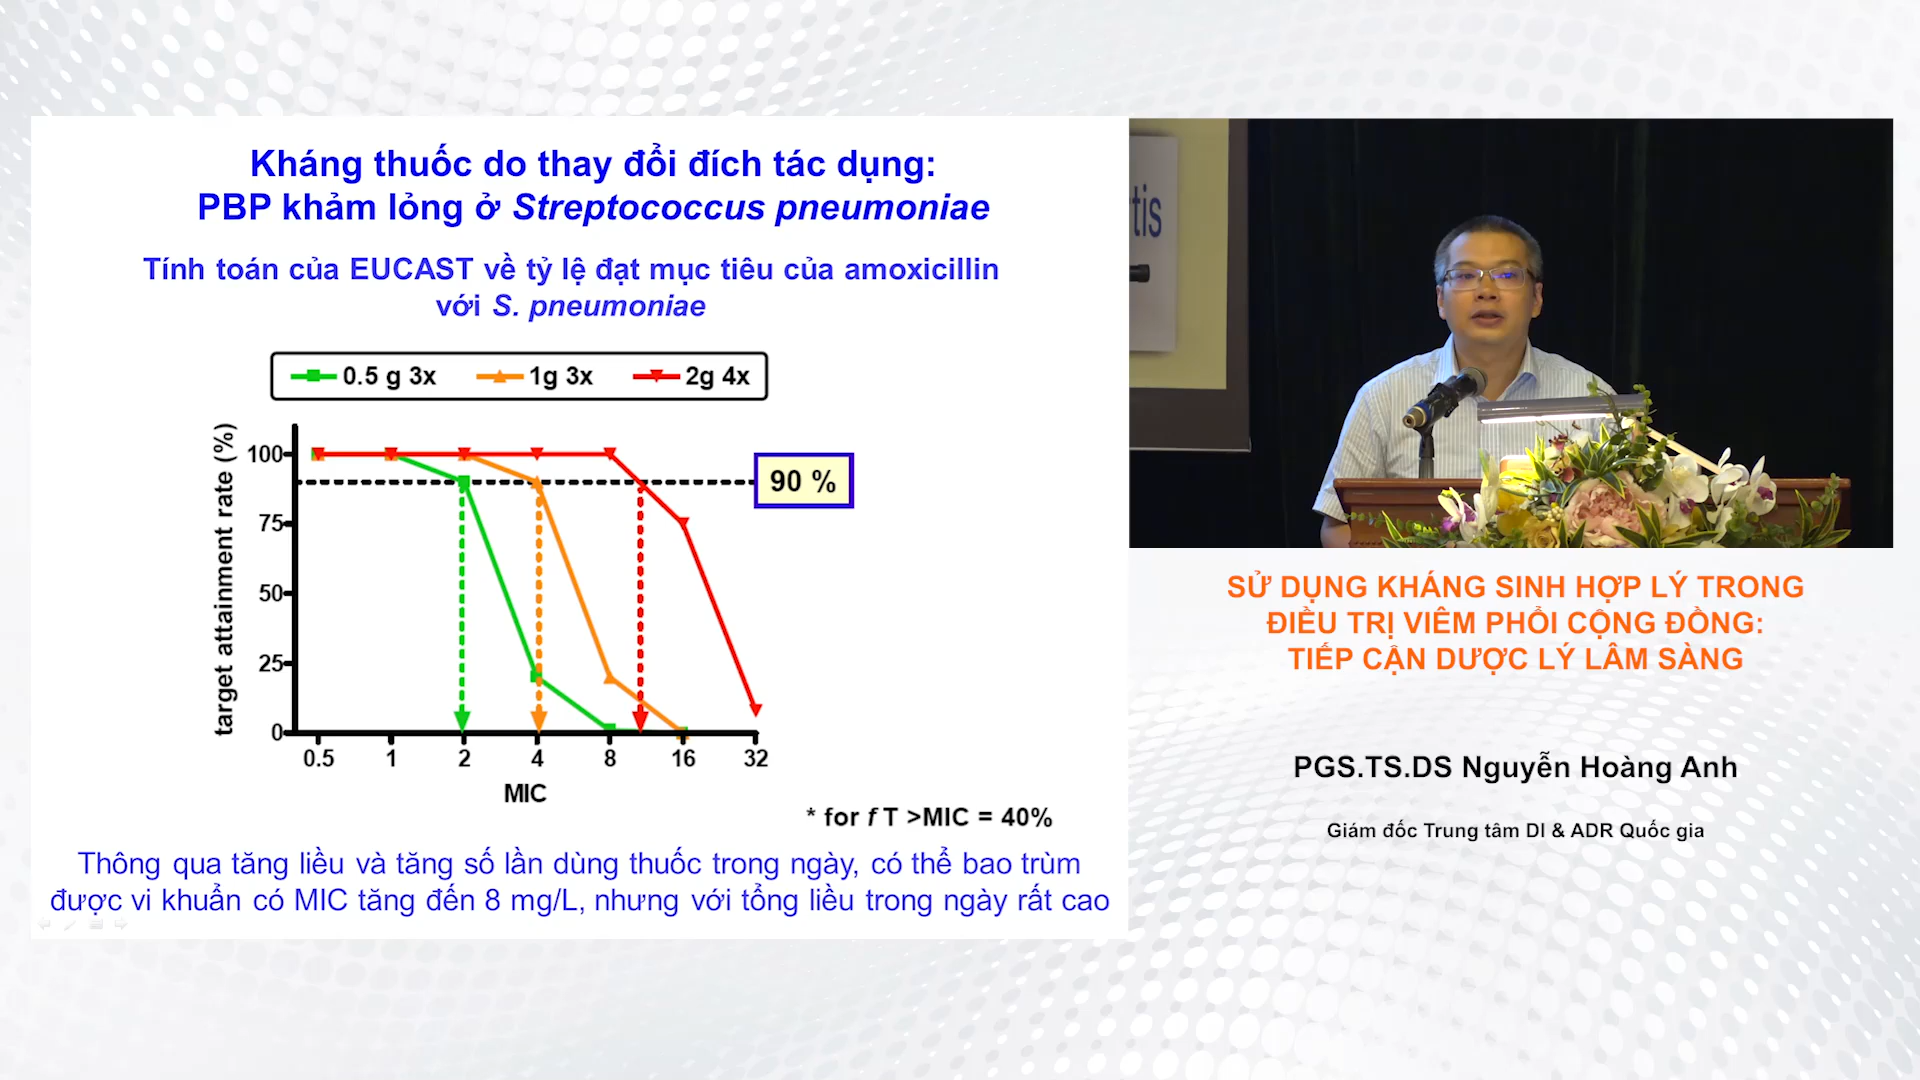 Kháng thuốc do thay đổi đích tác dụng:
PBP khảm lỏng ở Streptococcus pneumoniae
Tính toán của EUCAST về tỷ lệ đạt mục tiêu của amoxicillin
với S. pneumoniae
0.5 g 3x 1g 3x 2g 4x
target attainment rate (%)
100
75
50
25
0
90 %
0.5 1 2 4 8 16 32
MIC
* for f T >MIC = 40%
Thông qua tăng liều và tăng số lần dùng thuốc trong ngày, có thể bao trùm
được vi khuẩn có MIC tăng đến 8 mg/L, nhưng với tổng liều trong ngày rất cao
tis
SỬ DỤNG KHÁNG SINH HỢP LÝ TRONG
ĐIỀU TRỊ VIÊM PHỔI CỘNG ĐỒNG:
TIẾP CẬN DƯỢC LÝ LÂM SÀNG
PGS.TS.DS Nguyễn Hoàng Anh
Giám đốc Trung tâm DI & ADR Quốc gia